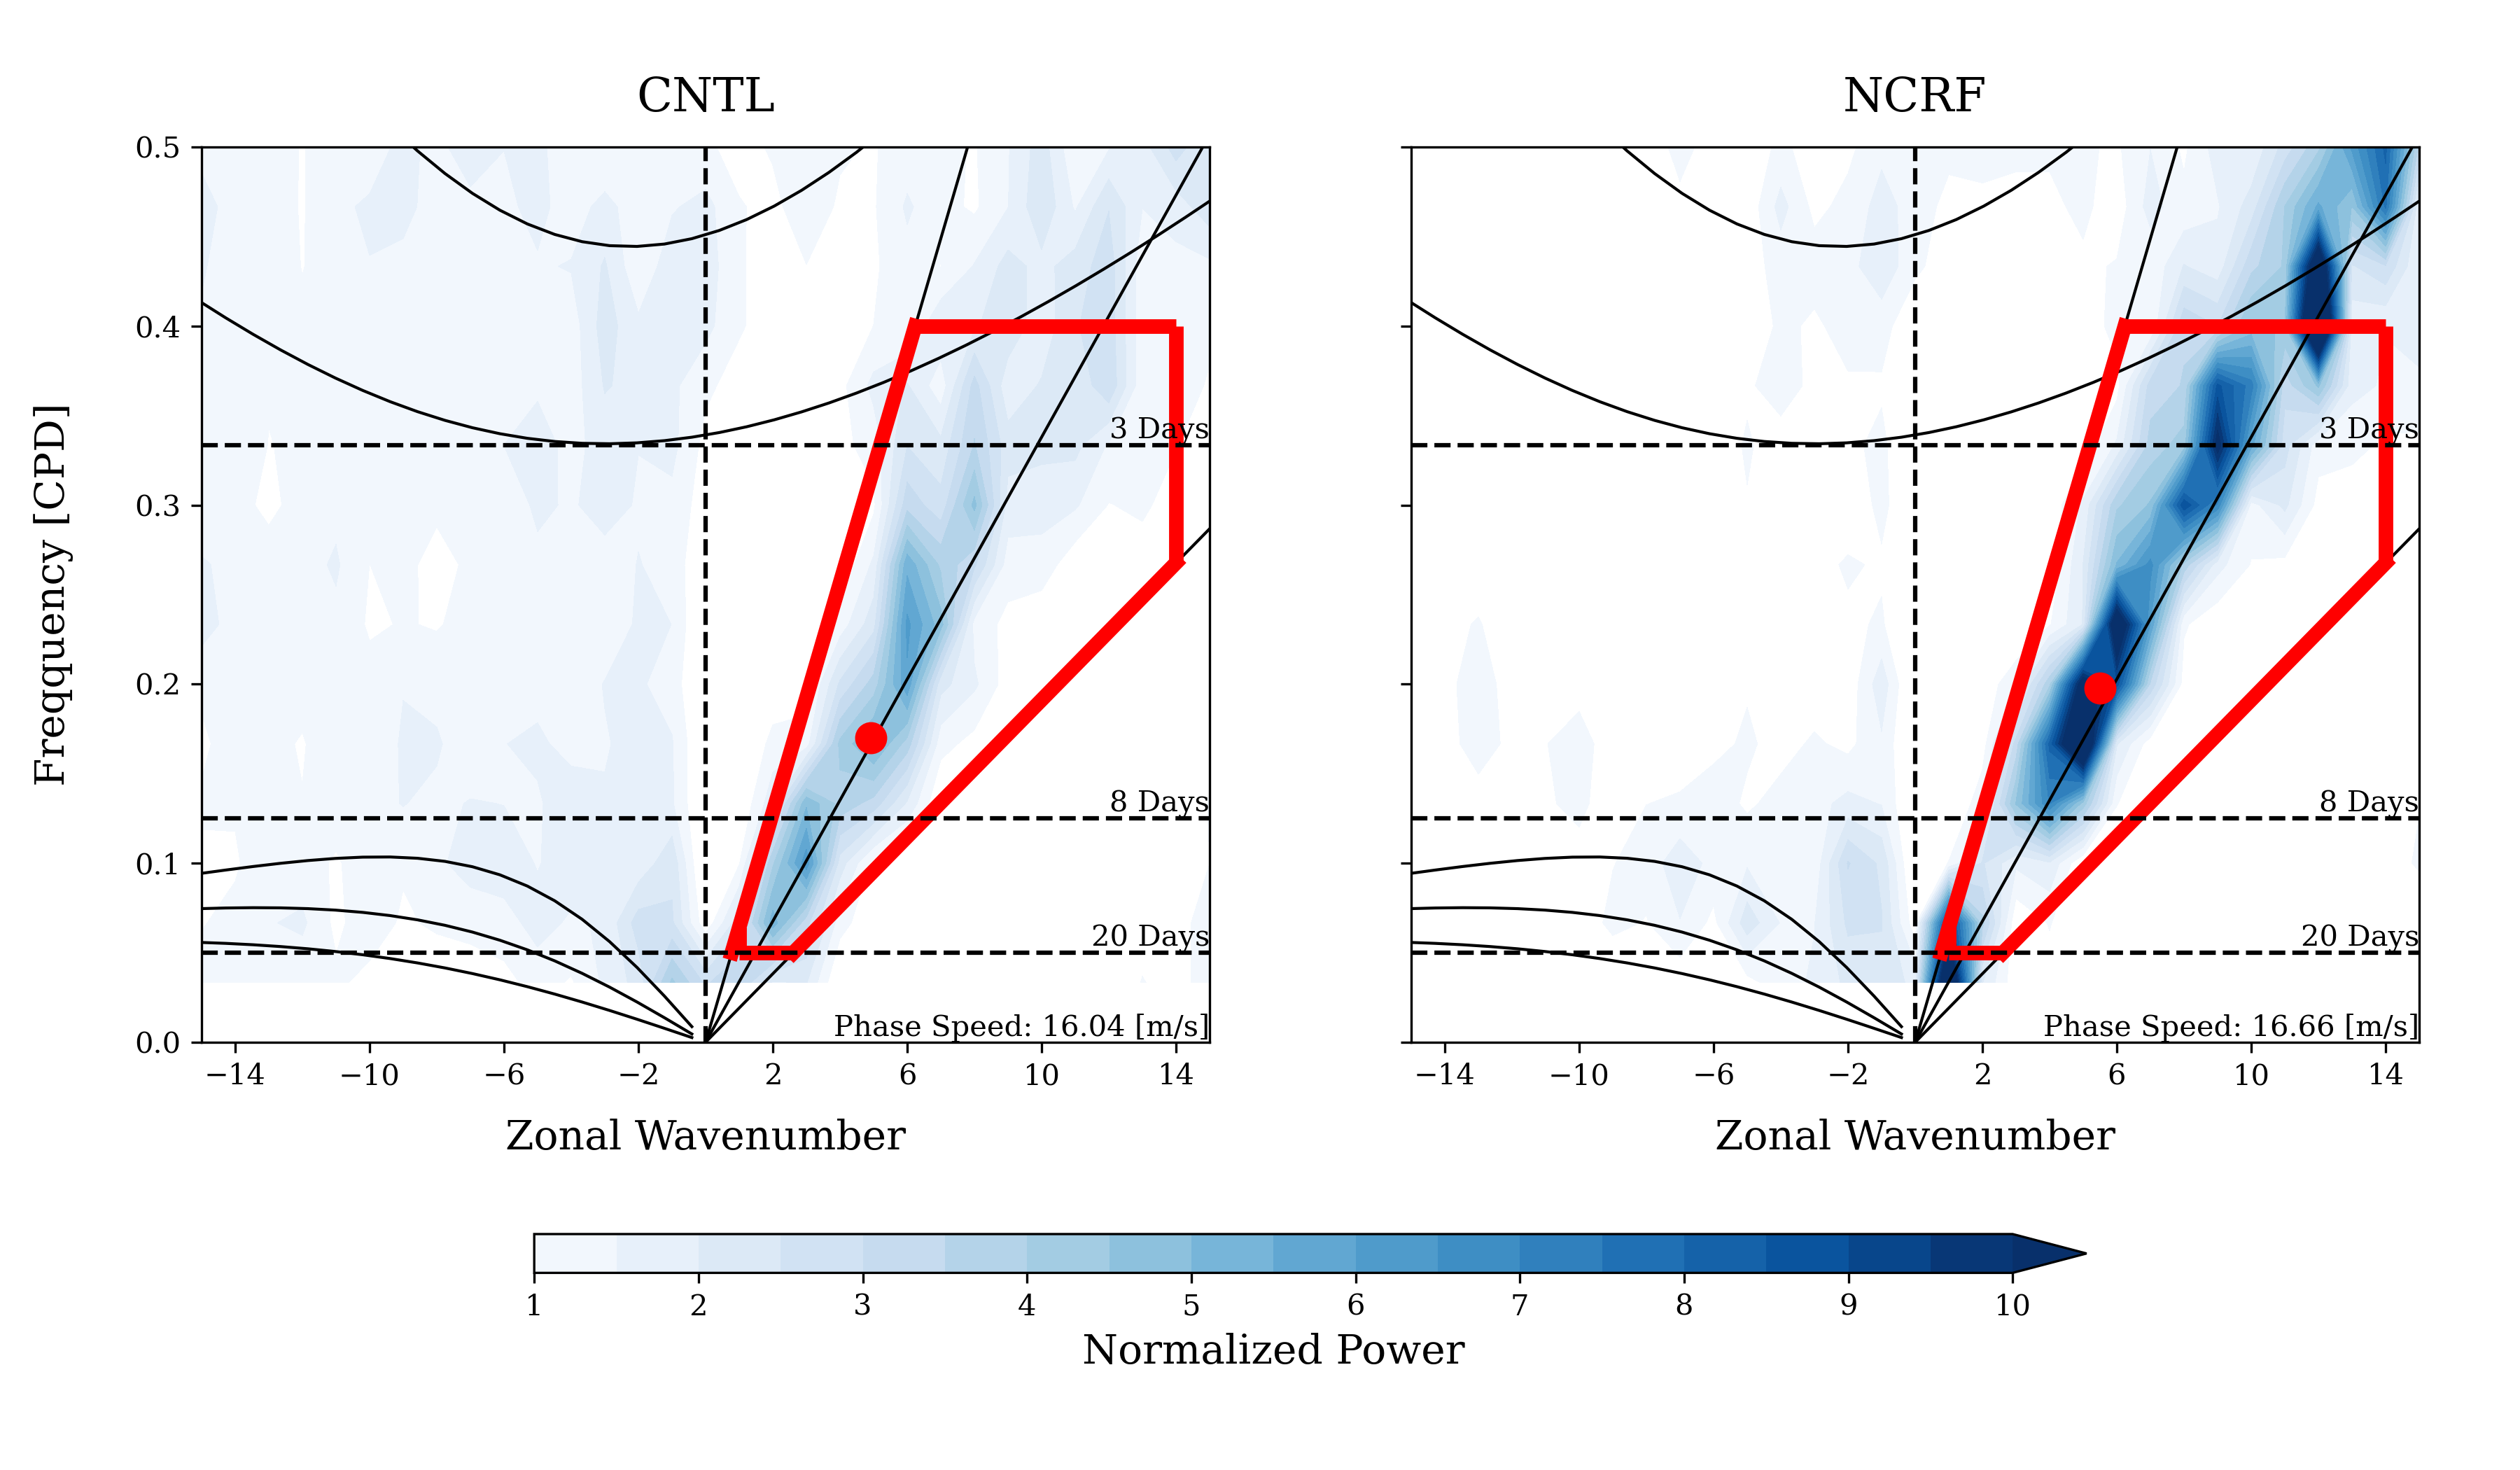 CNTL
NCRF
0.5
0.4
0.3
0.2
0.1
0.0
Freqquency [CPD]
3 Days
8 Days
20 Days
Phase Speed: 16.04 [m/s]
3 Days
8 Days
20 Days
Phase Speed: 16.66 [m/s]
−14 −10 −6 −2 2 6 10 14
−14 −10 −6 −2 2 6 10 14
Zonal Wavenumber
Zonal Wavenumber
1 2 3 4 5 6 7 8 9 10
Normalized Power